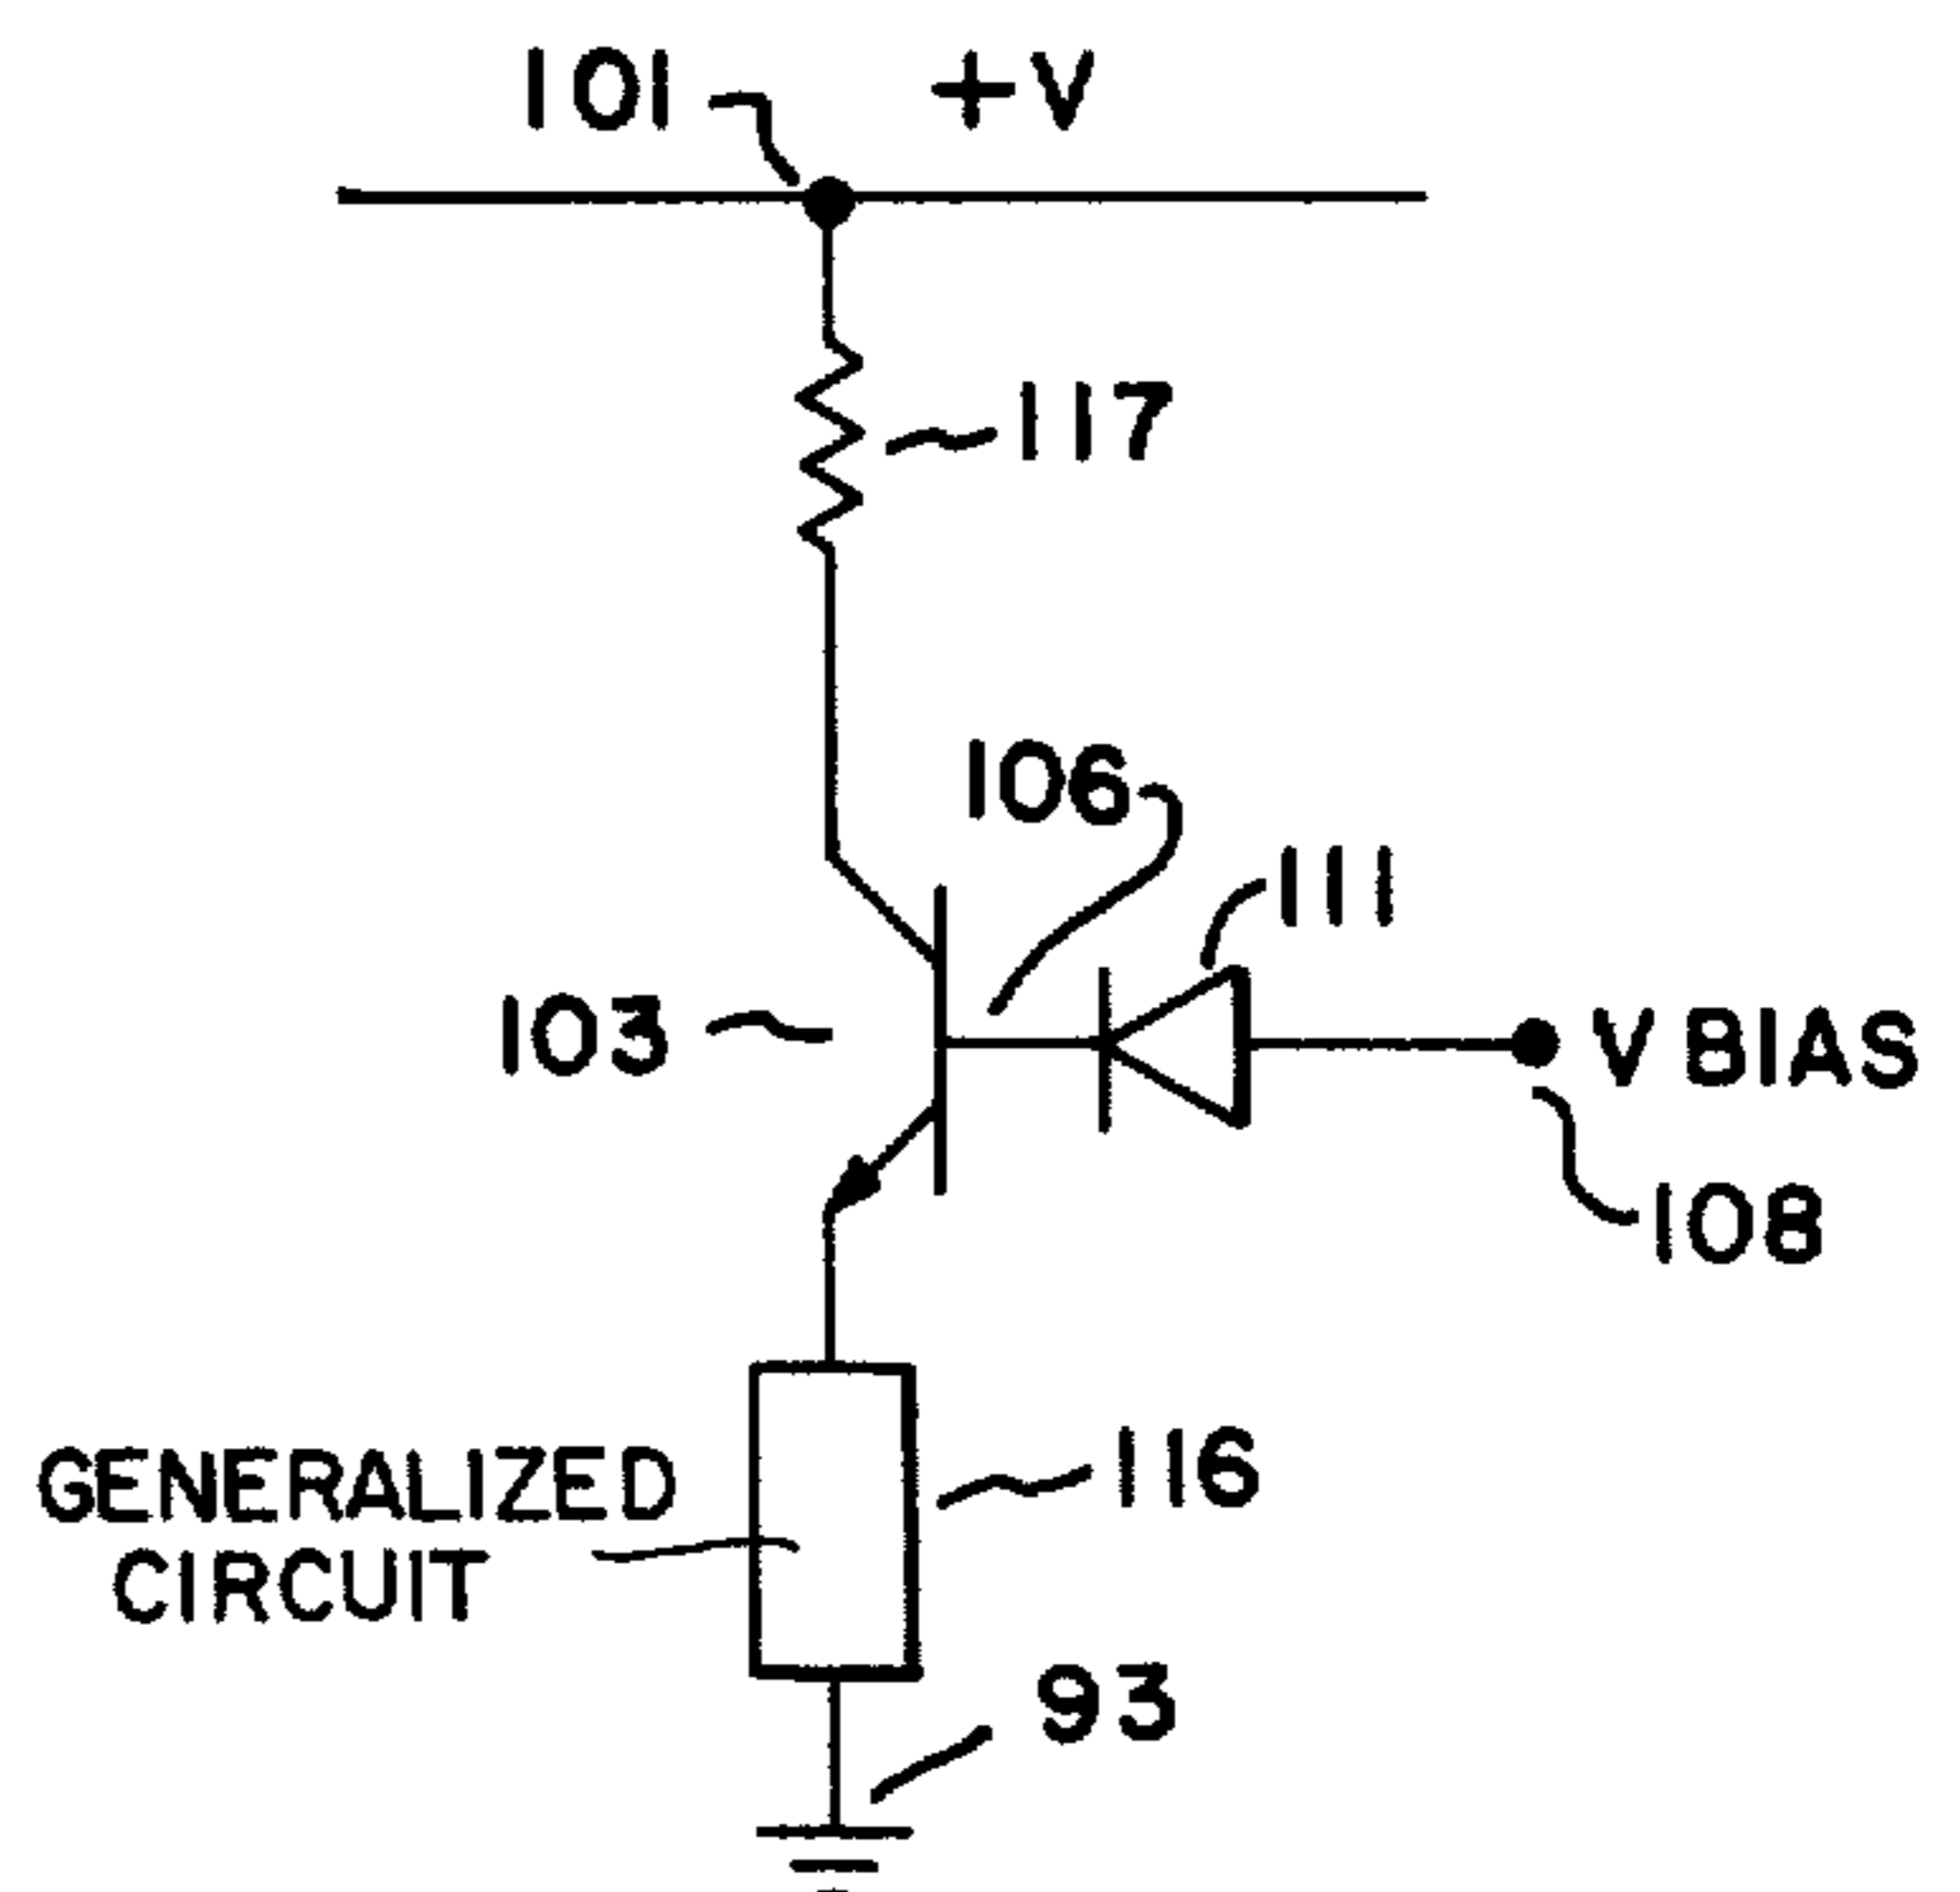 101 +V
117
106
111
103
V BIAS
108
GENERALIZED
CIRCUIT
116
93